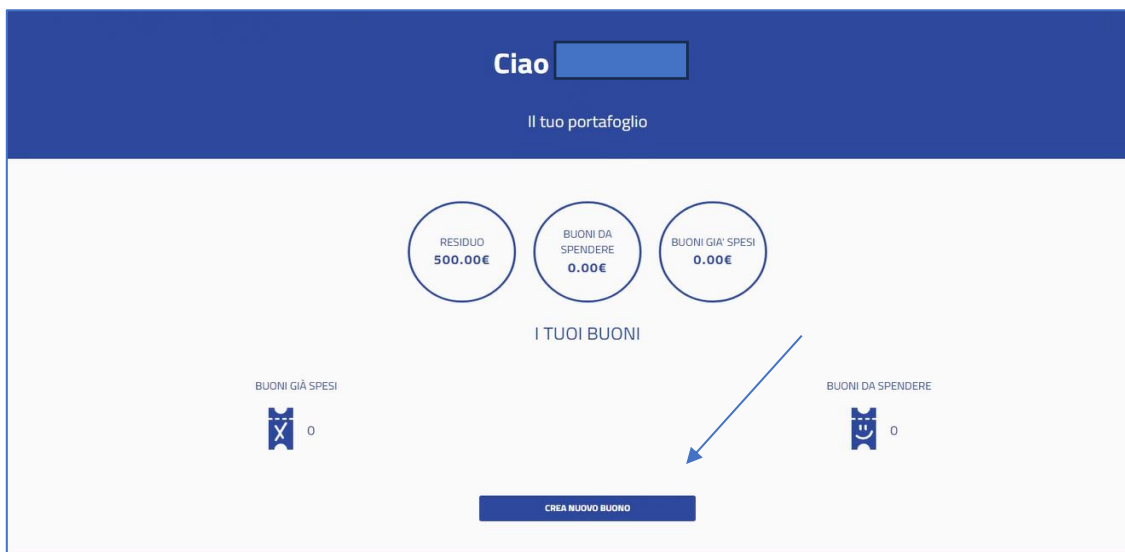 Ciao
Il tuo portafoglio
RESIDUO
500.00€
BUONI DA
SPENDERE
0.00€
BUONI GIA' SPESI
0.00€
I TUOI BUONI
BUONI GIÀ SPESI
0
BUONI DA SPENDERE
0
CREA NUOVO BUONO